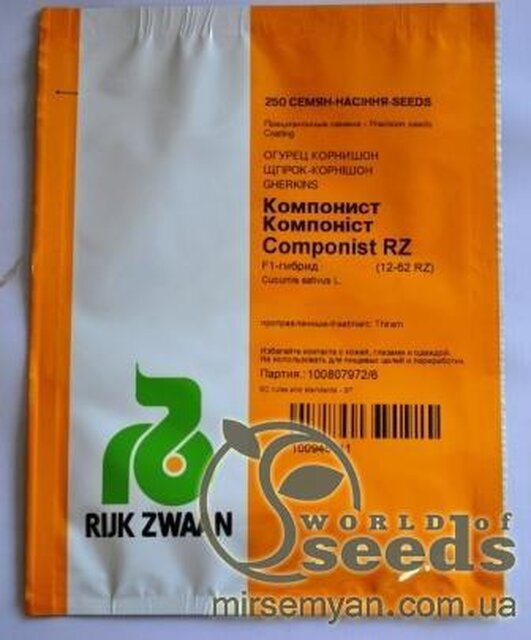 250 СЕМЯН-НАСІННЯ-SEEDS
Прецизионные семена - Precision seeds
Coating
ОГУРЕЦ КОРНИШОН
ЩГІРОК-КОРНІШОН
GHERKINS
Компонист
Компоніст
Componist RZ
F1-гибрид (12-62 RZ)
Cucumis sativus L.
протравленные-treatment: Thiram
Избегайте контакта с кожей, глазами и одеждой.
Не использовать для пищевых целей и переработки.
Партия.: 100807972/6
EC rules and standards -
RIJK ZWAAN
WORLD of
seeds
mirsemyan.com.ua